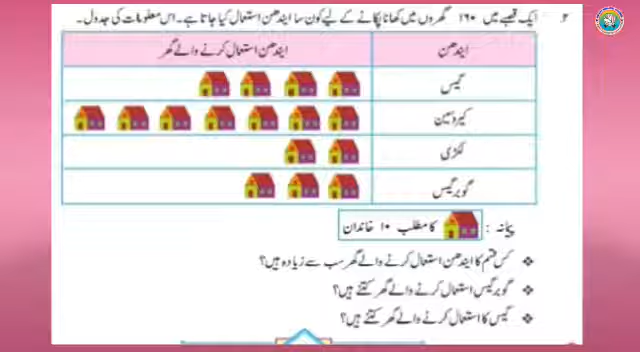 ۲۔ ایک قصبے میں ۱۶۰ گھروں میں کھانا پکانے کے لیے کون سا ایندھن استعمال کیا جاتا ہے۔ اس معلومات کی جدول۔
ایندھن ایندھن استعمال کرنے والے گھر
گیس
کیروسین
لکڑی
گوبر گیس
پیمانہ : کا مطلب ۱۰ خاندان
❖ کس قسم کا ایندھن استعمال کرنے والے گھر سب سے زیادہ ہیں؟
❖ گوبر گیس استعمال کرنے والے گھر کتنے ہیں؟
❖ گیس کا استعمال کرنے والے گھر کتنے ہیں؟